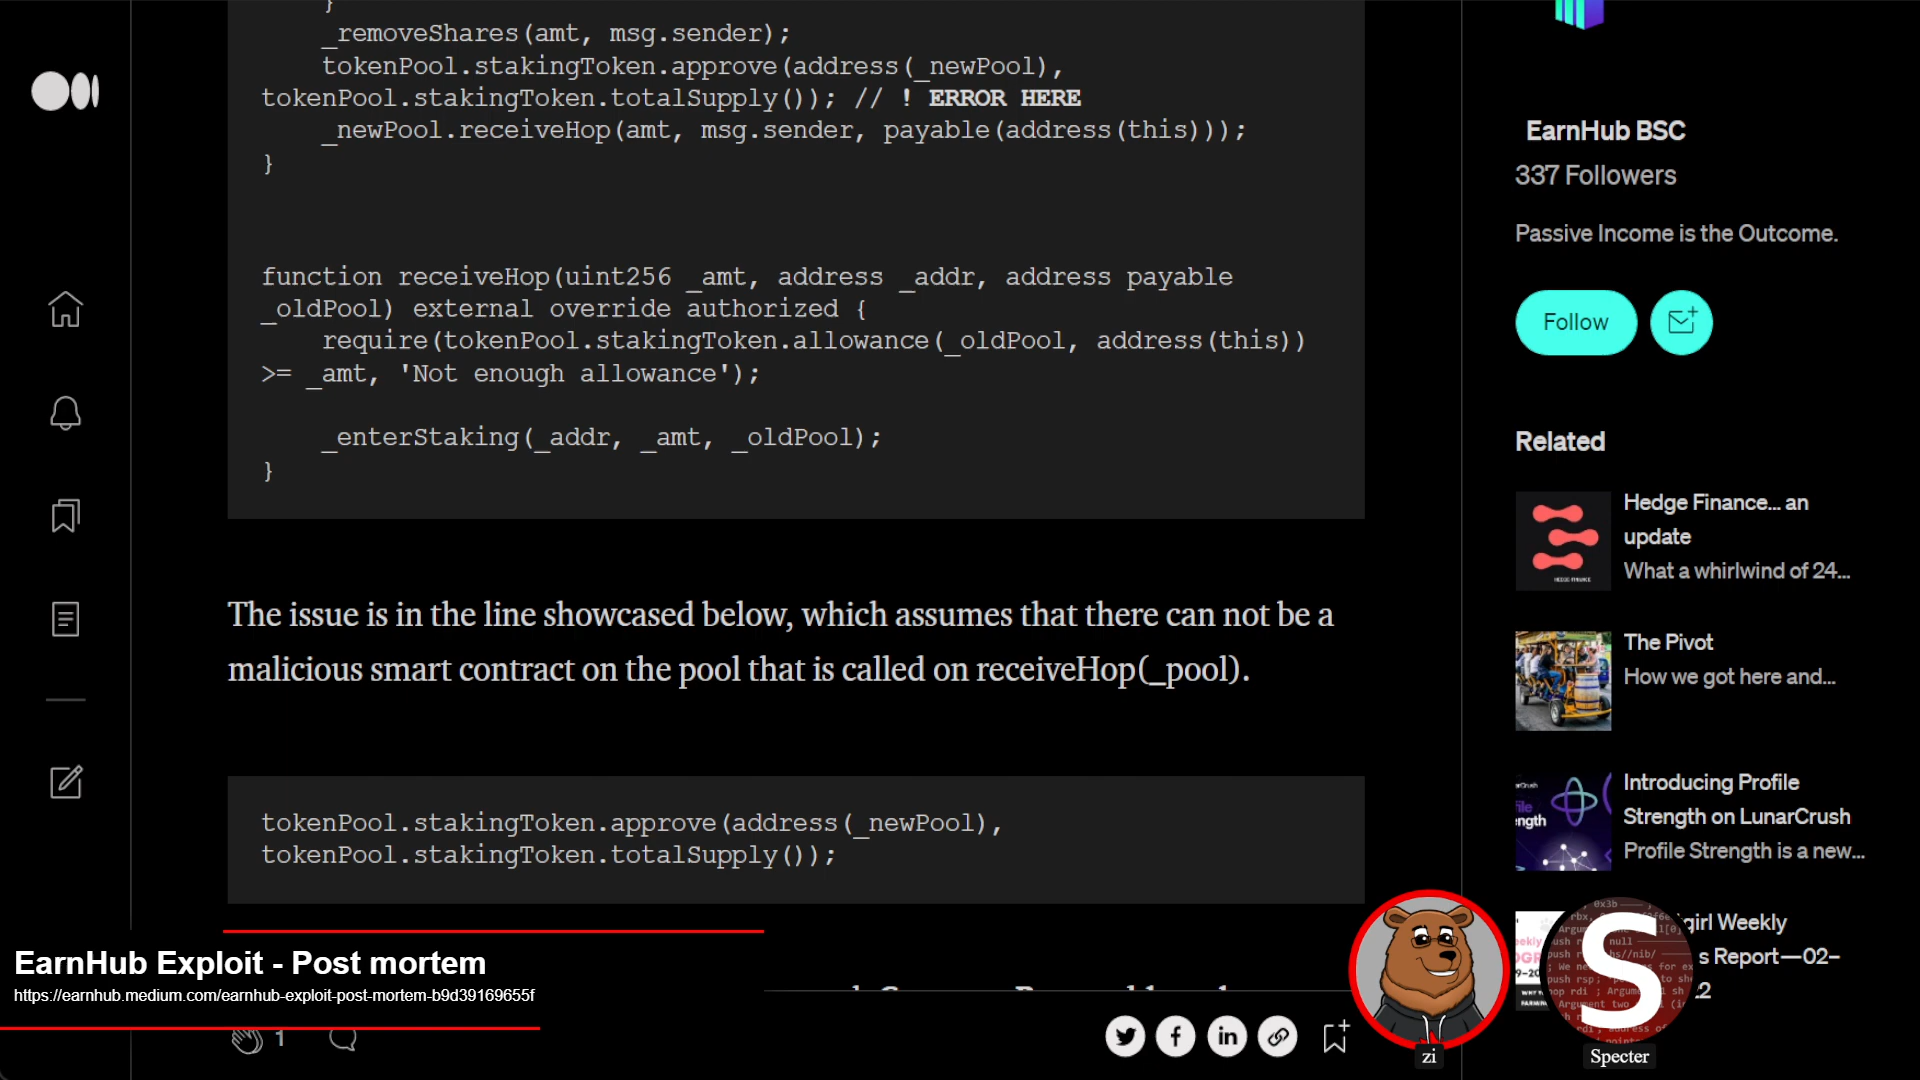 }
_removeShares(amt, msg.sender);
tokenPool.stakingToken.approve(address(_newPool),
tokenPool.stakingToken.totalSupply()); // ! ERROR HERE
_newPool.receiveHop(amt, msg.sender, payable(address(this)));
}
function receiveHop(uint256 _amt, address _addr, address payable
_oldPool) external override authorized {
require(tokenPool.stakingToken.allowance(_oldPool, address(this))
>= _amt, 'Not enough allowance');
_enterStaking(_addr, _amt, _oldPool);
}
The issue is in the line showcased below, which assumes that there can not be a
malicious smart contract on the pool that is called on receiveHop(_pool).
tokenPool.stakingToken.approve(address(_newPool),
tokenPool.stakingToken.totalSupply());
EarnHub Exploit - Post mortem
https://earnhub.medium.com/earnhub-exploit-post-mortem-b9d39169655f
1
EarnHub BSC
337 Followers
Passive Income is the Outcome.
Follow
Related
Hedge Finance... an
update
What a whirlwind of 24...
HEDGE FINANCE
The Pivot
How we got here and...
Introducing Profile
Strength on LunarCrush
Profile Strength is a new...
girl Weekly
s Report—02-
S
zi
Specter